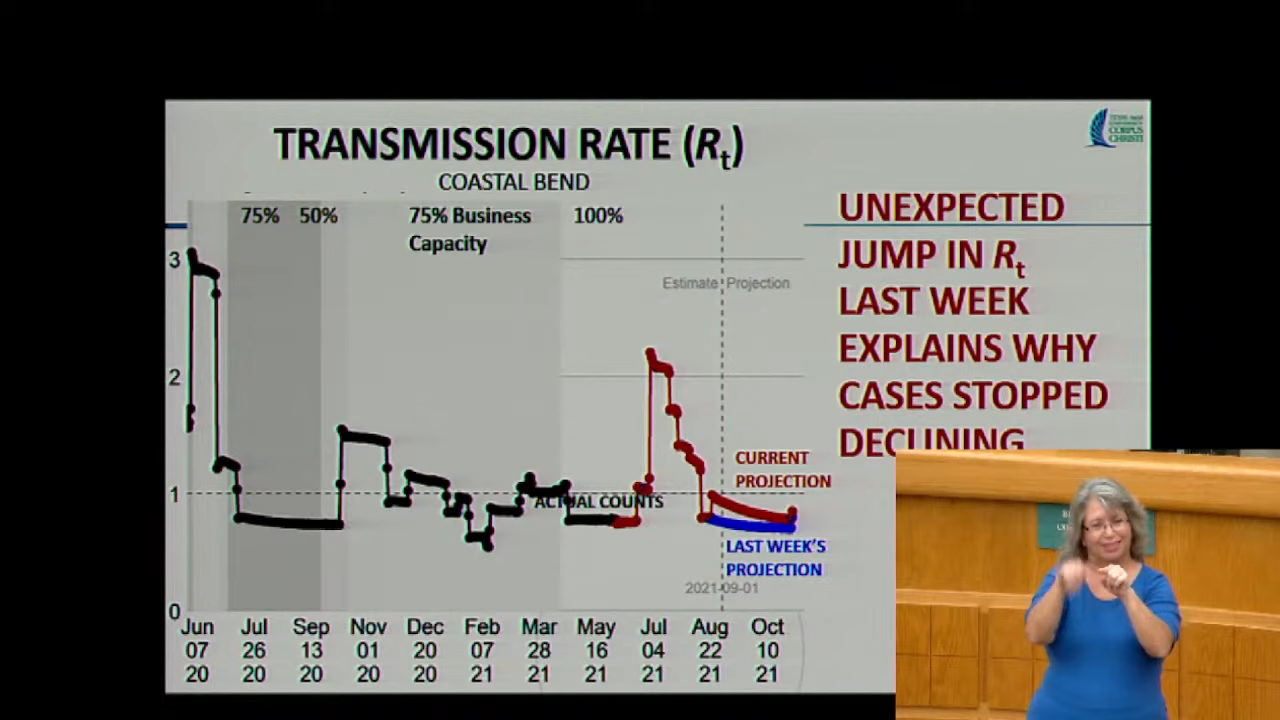 TRANSMISSION RATE (Rt)
COASTAL BEND
75% 50% 75% Business 100%
Capacity
CORPUS
CHRISTI
UNEXPECTED
JUMP IN Rt
LAST WEEK
EXPLAINS WHY
CASES STOPPED
DECLINING
3
2
1
0
Estimate Projection
CURRENT
PROJECTION
ACTUAL COUNTS
LAST WEEK'S
PROJECTION
2021-09-01
Jun Jul Sep Nov Dec Feb Mar May Jul Aug Oct
07 26 13 01 20 07 28 16 04 22 10
20 20 20 20 20 21 21 21 21 21 21